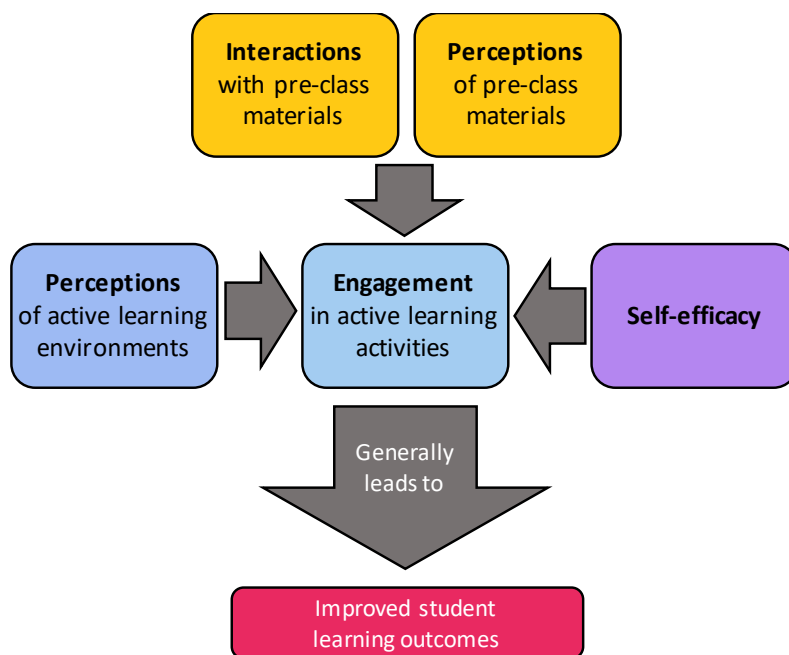 Interactions
with pre-class
materials
Perceptions
of pre-class
materials
Perceptions
of active learning
environments
Engagement
in active learning
activities
Self-efficacy
Generally
leads to
Improved student
learning outcomes